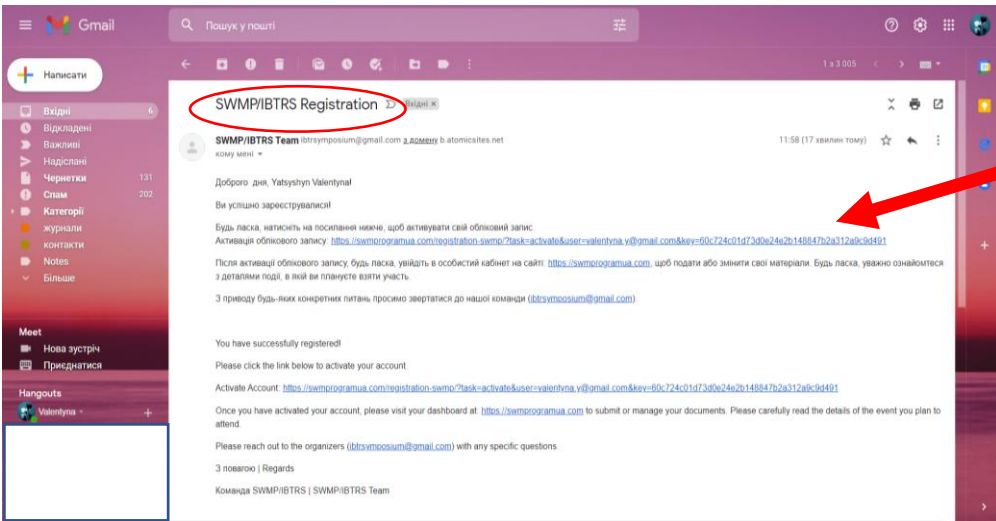 Gmail
Пошук у пошті
Написати
1 з 3 005
Вхідні 6
Відкладені
Важливі
Надіслані
Чернетки 131
Спам 202
Категорії
журнали
контакти
Notes
Більше
Meet
Нова зустріч
Приєднатися
Hangouts
Valentyna
SWMP/IBTRS Registration Вхідні ×
SWMP/IBTRS Team ibtrsymposium@gmail.com з домену b.atomicsites.net 11:58 (17 хвилин тому)
кому мені
Доброго дня, Yatsyshyn Valentyna!
Ви успішно зареєструвалися!
Будь ласка, натисніть на посилання нижче, щоб активувати свій обліковий запис.
Активація облікового запису: https://swmprogramua.com/registration-swmp/?task=activate&user=valentyna.y@gmail.com&key=60c724c01d73d0e24e2b148847b2a312a9c9d491
Після активації облікового запису, будь ласка, увійдіть в особистий кабінет на сайті: https://swmprogramua.com, щоб подати або змінити свої матеріали. Будь ласка, уважно ознайомтеся
з деталями події, в якій ви плануєте взяти участь.
З приводу будь-яких конкретних питань просимо звертатися до нашої команди (ibtrsymposium@gmail.com).
You have successfully registered!
Please click the link below to activate your account.
Activate Account: https://swmprogramua.com/registration-swmp/?task=activate&user=valentyna.y@gmail.com&key=60c724c01d73d0e24e2b148847b2a312a9c9d491
Once you have activated your account, please visit your dashboard at: https://swmprogramua.com to submit or manage your documents. Please carefully read the details of the event you plan to
attend.
Please reach out to the organizers (ibtrsymposium@gmail.com) with any specific questions.
З повагою | Regards
Команда SWMP/IBTRS | SWMP/IBTRS Team